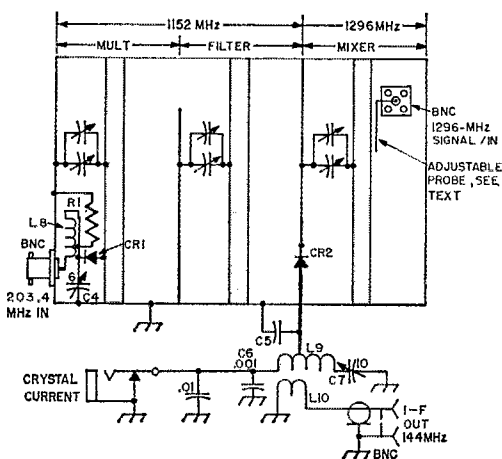 1152 MHz
1296MHz
MULT
FILTER
MIXER
BNC
1296-MHz
SIGNAL/IN
ADJUSTABLE
PROBE, SEE
TEXT
R1
L8
BNC
CR1
6
C4
203.4
MHz IN
CR2
C5
L9
C6
.001
C7
10
CRYSTAL
CURRENT
.01
L10
I-F
OUT
144MHz
BNC